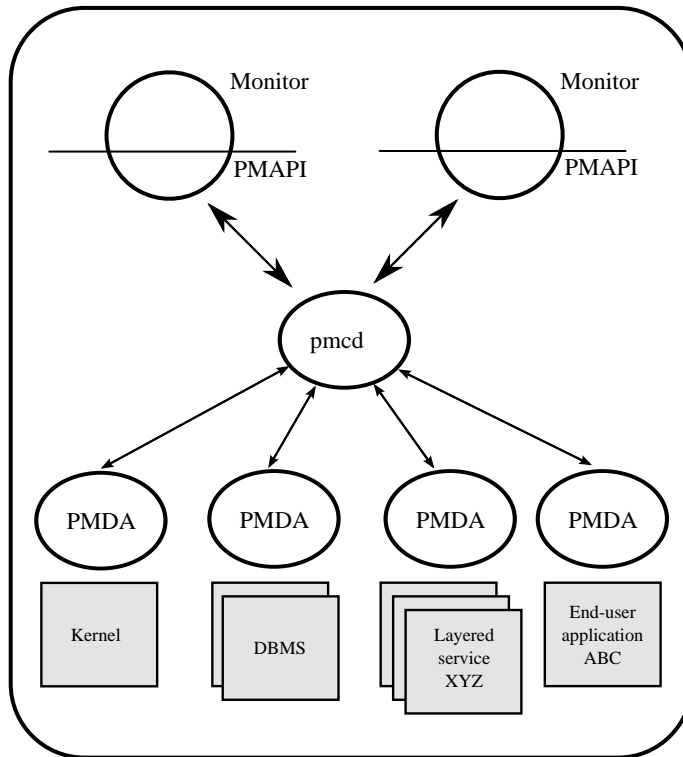 Monitor
Monitor
PMAPI
PMAPI
pmcd
PMDA
PMDA
PMDA
PMDA
Kernel
DBMS
Layered
service
XYZ
End-user
application
ABC